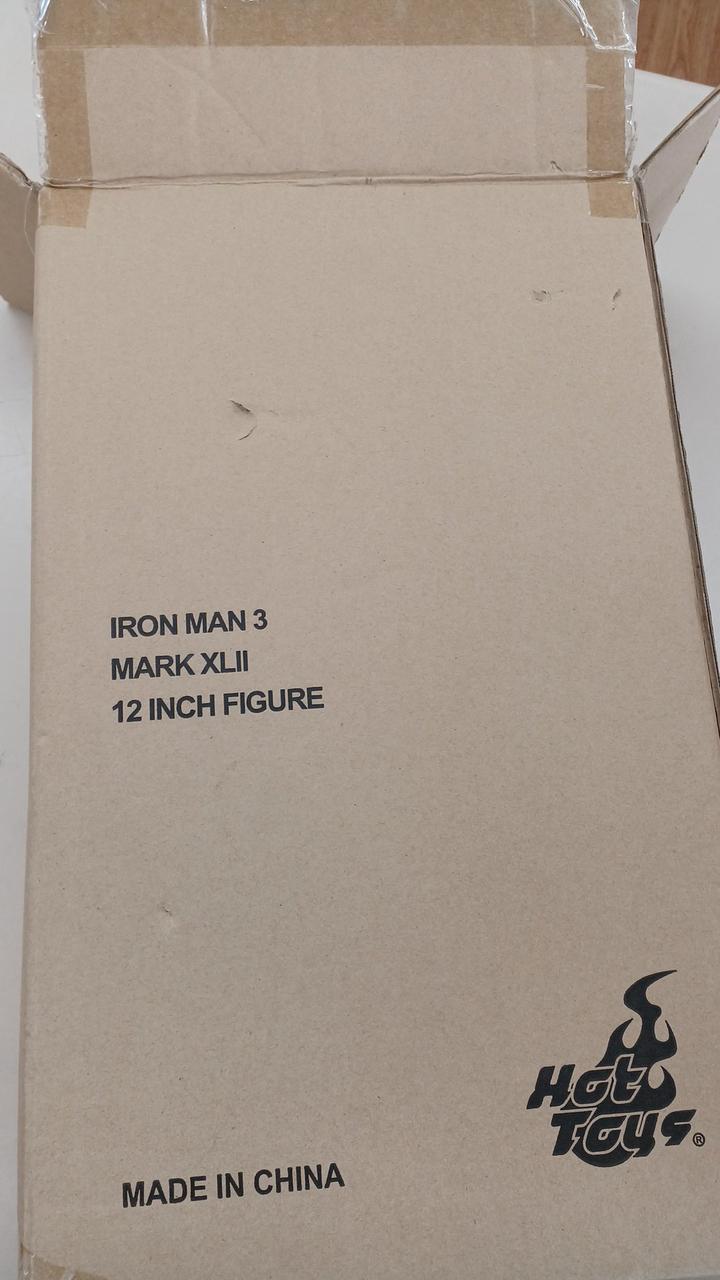 IRON MAN 3
MARK XLII
12 INCH FIGURE
Hot
Toys®
MADE IN CHINA